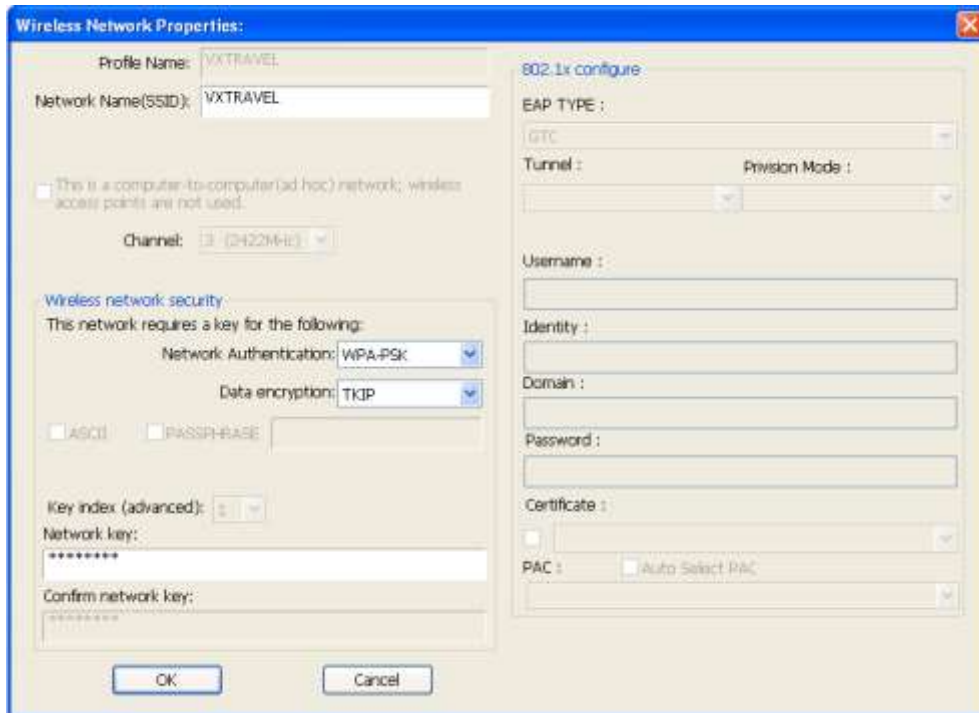 Wireless Network Properties:
Profile Name: VXTRAVEL
Network Name(SSID): VXTRAVEL
This is a computer-to-computer(ad hoc) network; wireless
access points are not used.
Channel: 3 (2422MHz)
Wireless network security
This network requires a key for the following:
Network Authentication: WPA-PSK
Data encryption: TKIP
ASCII PASSPHRASE
Key index (advanced): 1
Network key:
********
Confirm network key:
********
OK Cancel
802.1x configure
EAP TYPE :
GTC
Tunnel : Privision Mode :
Username :
Identity :
Domain :
Password :
Certificate :
PAC : Auto Select PAC